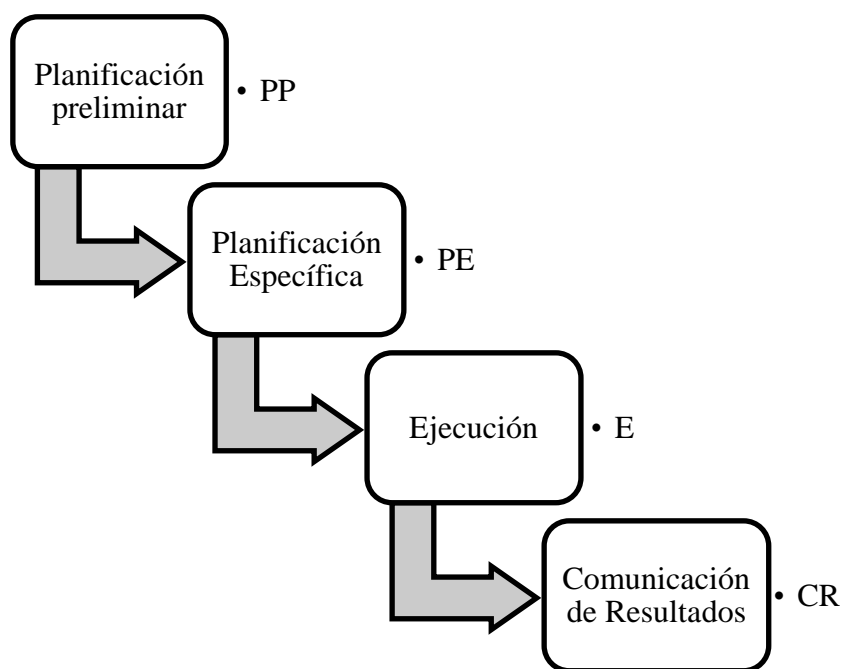 Planificación
preliminar
• PP
Planificación
Específica
• PE
Ejecución
• E
Comunicación
de Resultados
• CR